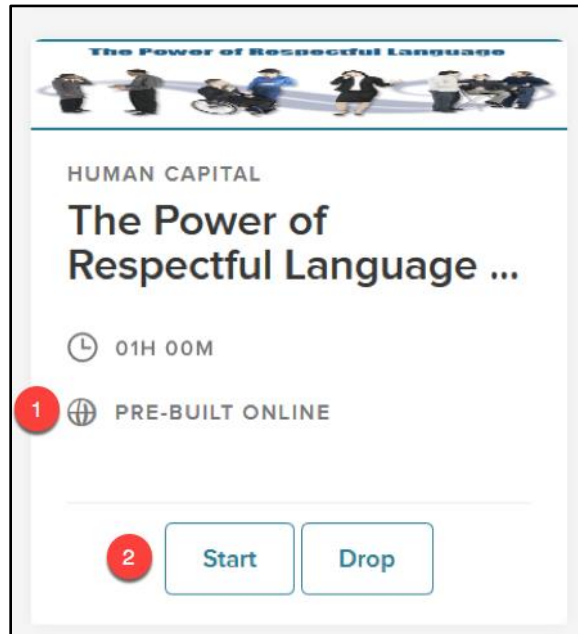 The Power of Respectful Language
HUMAN CAPITAL
The Power of
Respectful Language ...
01H 00M
1 PRE-BUILT ONLINE
2 Start Drop